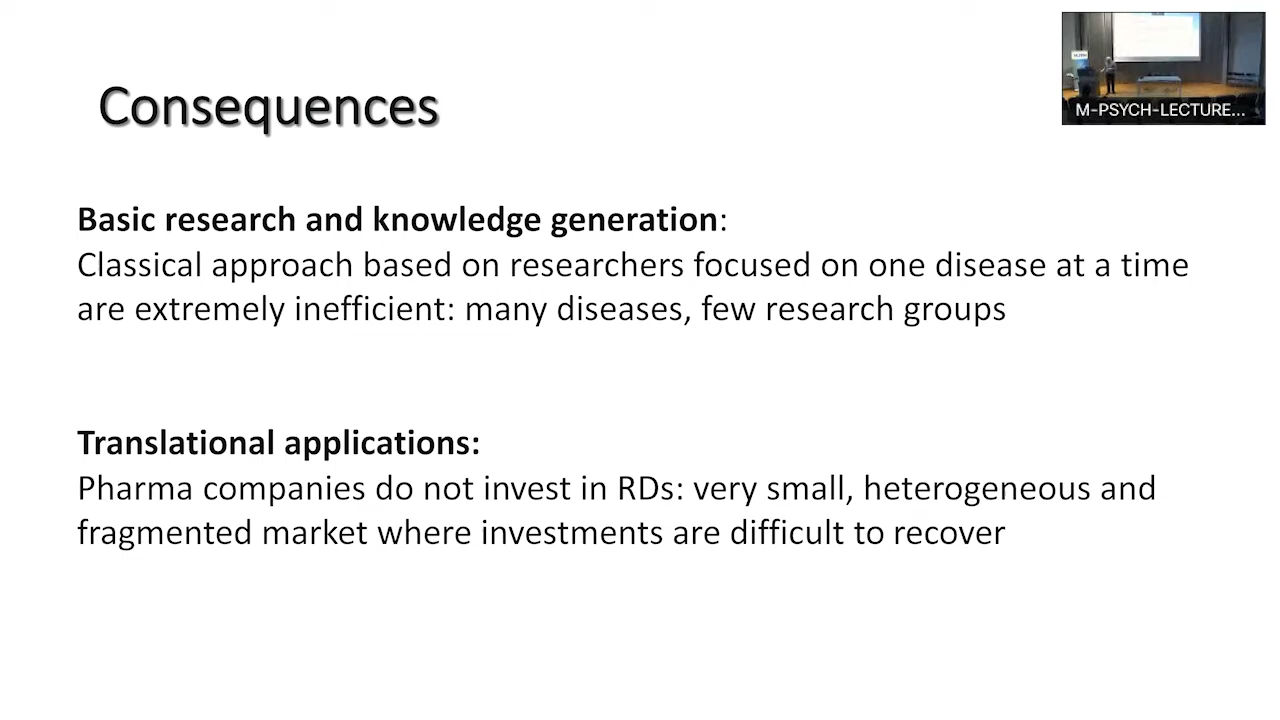 M-PSYCH-LECTURE...
Consequences
Basic research and knowledge generation:
Classical approach based on researchers focused on one disease at a time
are extremely inefficient: many diseases, few research groups
Translational applications:
Pharma companies do not invest in RDs: very small, heterogeneous and
fragmented market where investments are difficult to recover